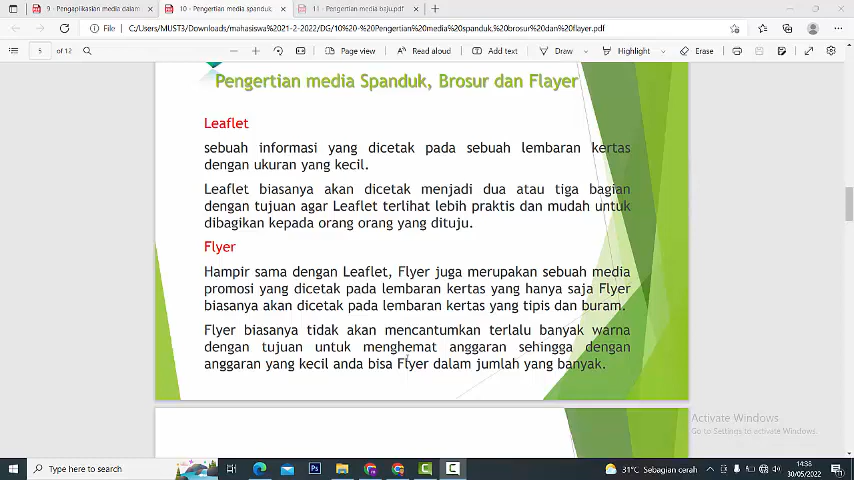 9 - Pengaplikasian media dalam
10 - Pengertian media spanduk,
11 - Pengertian media baju.pdf
File
C:/Users/MUST3/Downloads/mahasiswa%2021-2-2022/DG/10%20-%20Pengertian%20media%20spanduk,%20brosur%20dan%20flayer.pdf
5 of 12
Page view
Read aloud
Add text
Draw
Highlight
Erase
Pengertian media Spanduk, Brosur dan Flayer
Leaflet
sebuah informasi yang dicetak pada sebuah lembaran kertas
dengan ukuran yang kecil.
Leaflet biasanya akan dicetak menjadi dua atau tiga bagian
dengan tujuan agar Leaflet terlihat lebih praktis dan mudah untuk
dibagikan kepada orang orang yang dituju.
Flyer
Hampir sama dengan Leaflet, Flyer juga merupakan sebuah media
promosi yang dicetak pada lembaran kertas yang hanya saja Flyer
biasanya akan dicetak pada lembaran kertas yang tipis dan buram.
Flyer biasanya tidak akan mencantumkan terlalu banyak warna
dengan tujuan untuk menghemat anggaran sehingga dengan
anggaran yang kecil anda bisa Flyer dalam jumlah yang banyak.
Activate Windows
Go to Settings to activate Windows.
Type here to search
Ps
31°C Sebagian cerah
14:38
30/05/2022